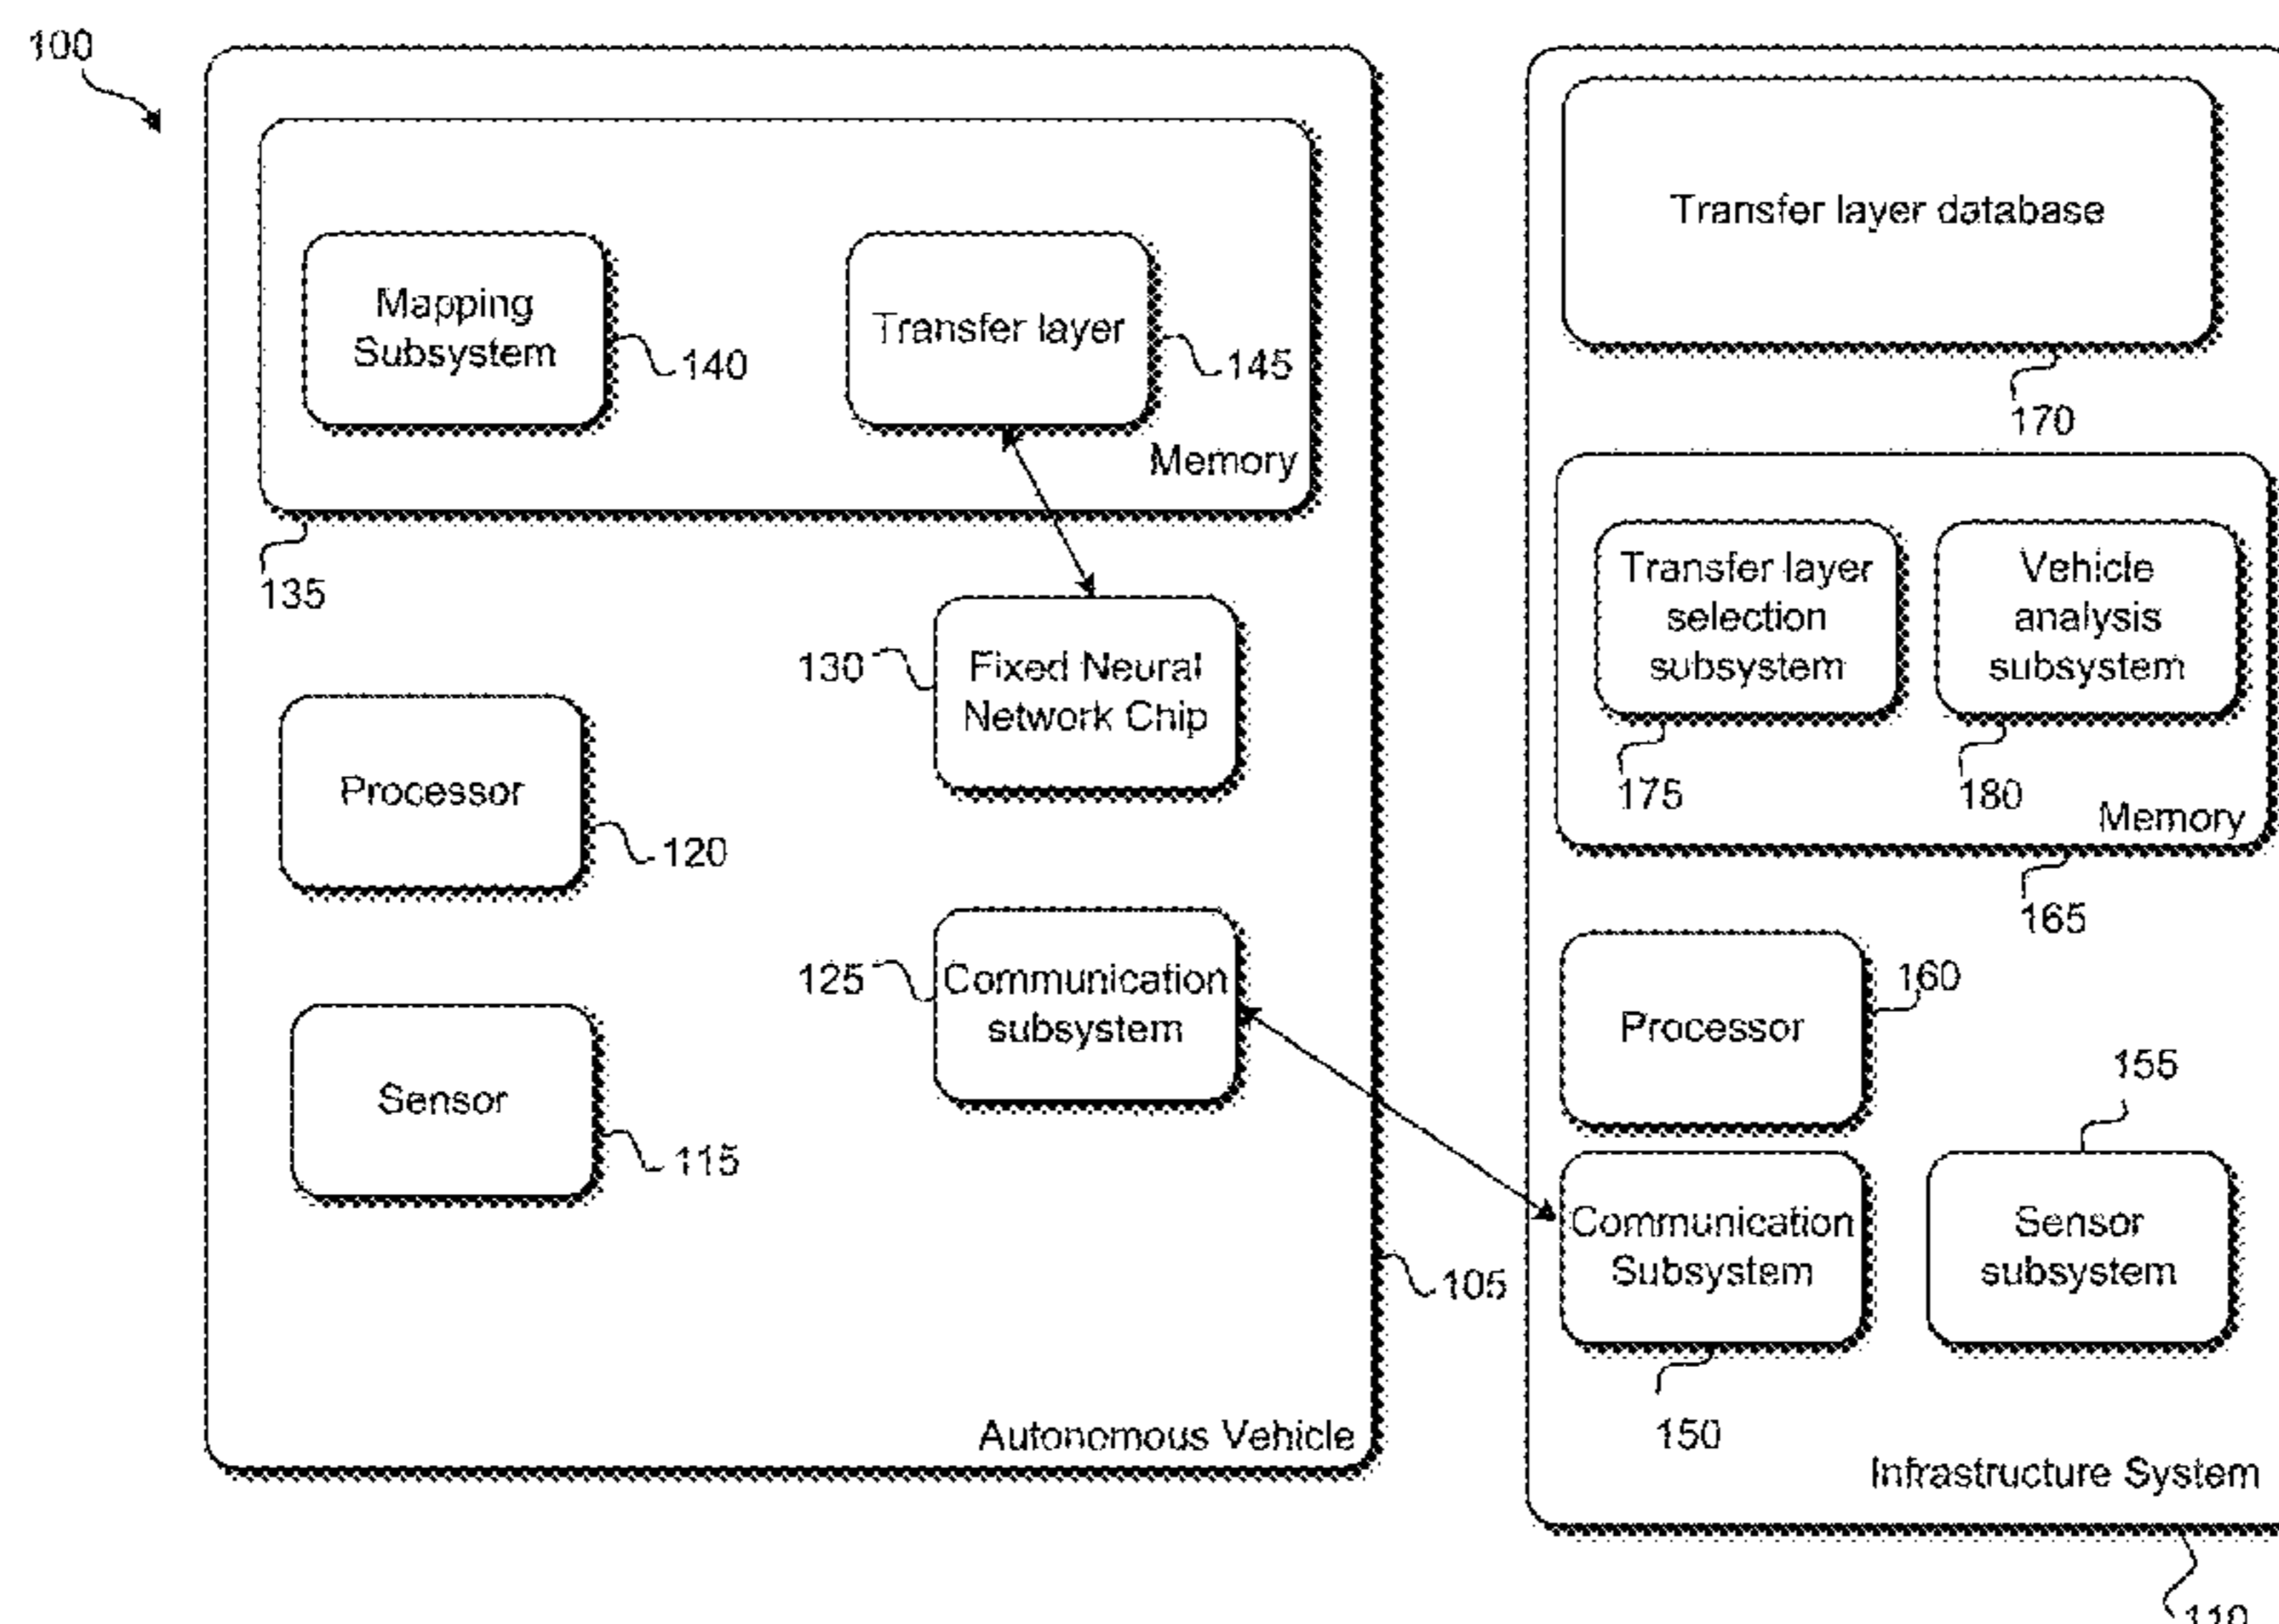 100
Mapping
Subsystem
140
Transfer layer
145
Memory
135
130
Fixed Neural
Network Chip
Processor
120
125
Communication
subsystem
Sensor
115
105
Autonomous Vehicle
Transfer layer database
170
Transfer layer
selection
subsystem
175
Vehicle
analysis
subsystem
180
Memory
165
Processor
160
155
Communication
Subsystem
150
Sensor
subsystem
Infrastructure System
110